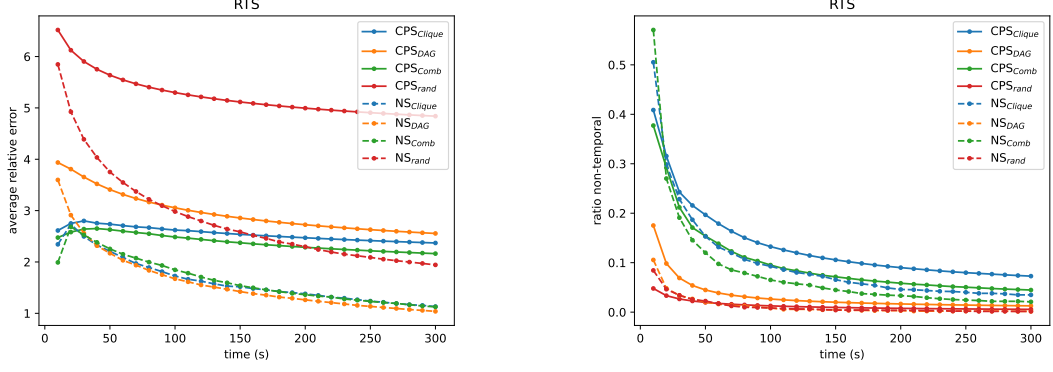 RTS
average relative error
6
5
4
3
2
1
0 50 100 150 200 250 300
time (s)
CPS_Clique
CPS_DAG
CPS_Comb
CPS_rand
NS_Clique
NS_DAG
NS_Comb
NS_rand
RTS
ratio non-temporal
0.5
0.4
0.3
0.2
0.1
0.0
0 50 100 150 200 250 300
time (s)
CPS_Clique
CPS_DAG
CPS_Comb
CPS_rand
NS_Clique
NS_DAG
NS_Comb
NS_rand